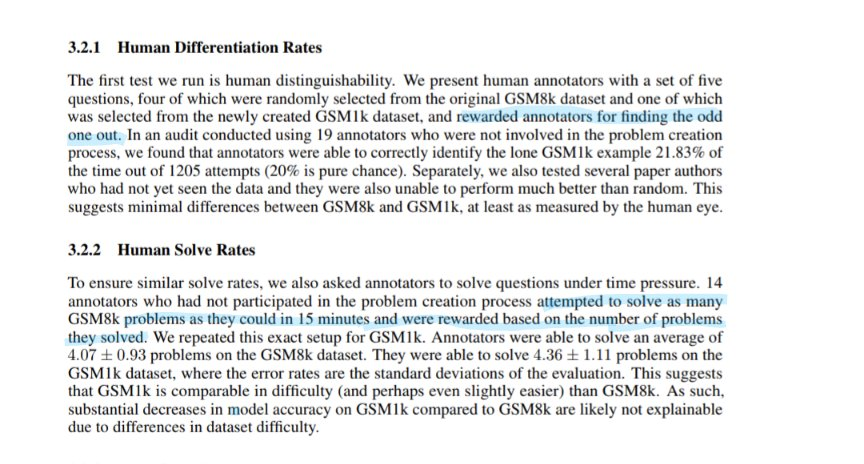 3.2.1 Human Differentiation Rates
The first test we run is human distinguishability. We present human annotators with a set of five
questions, four of which were randomly selected from the original GSM8k dataset and one of which
was selected from the newly created GSM1k dataset, and rewarded annotators for finding the odd
one out. In an audit conducted using 19 annotators who were not involved in the problem creation
process, we found that annotators were able to correctly identify the lone GSM1k example 21.83% of
the time out of 1205 attempts (20% is pure chance). Separately, we also tested several paper authors
who had not yet seen the data and they were also unable to perform much better than random. This
suggests minimal differences between GSM8k and GSM1k, at least as measured by the human eye.
3.2.2 Human Solve Rates
To ensure similar solve rates, we also asked annotators to solve questions under time pressure. 14
annotators who had not participated in the problem creation process attempted to solve as many
GSM8k problems as they could in 15 minutes and were rewarded based on the number of problems
they solved. We repeated this exact setup for GSM1k. Annotators were able to solve an average of
4.07 ± 0.93 problems on the GSM8k dataset. They were able to solve 4.36 ± 1.11 problems on the
GSM1k dataset, where the error rates are the standard deviations of the evaluation. This suggests
that GSM1k is comparable in difficulty (and perhaps even slightly easier) than GSM8k. As such,
substantial decreases in model accuracy on GSM1k compared to GSM8k are likely not explainable
due to differences in dataset difficulty.